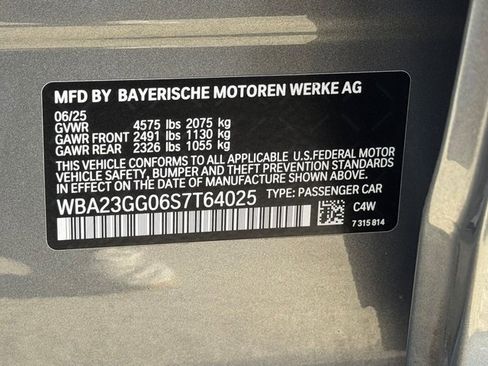 MFD BY BAYERISCHE MOTOREN WERKE AG
06/25
GVWR 4575 lbs 2075 kg
GAWR FRONT 2491 lbs 1130 kg
GAWR REAR 2326 lbs 1055 kg
THIS VEHICLE CONFORMS TO ALL APPLICABLE FEDERAL MOTOR
VEHICLE SAFETY, BUMPER, AND THEFT PREVENTION STANDARDS
IN EFFECT ON THE DATE OF MANUFACTURE SHOWN ABOVE.
WBA23GG06S7T64025 TYPE: PASSENGER CAR
C4W
7 315 814